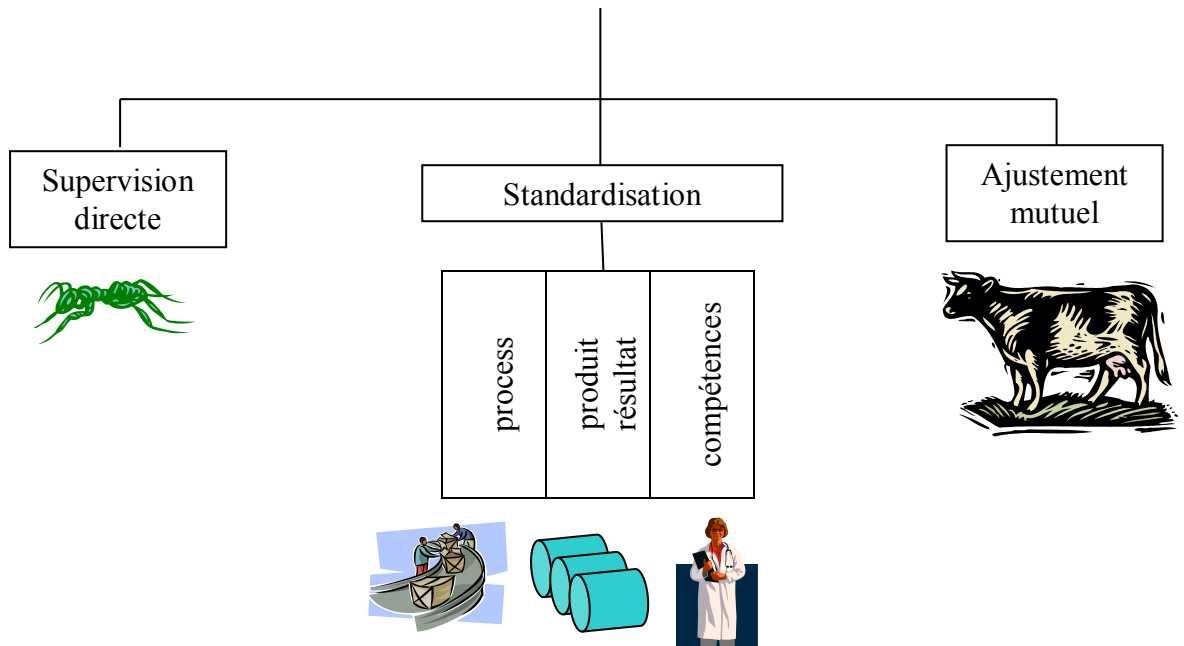 Supervision
directe
Standardisation
Ajustement
mutuel
process
produit
résultat
compétences